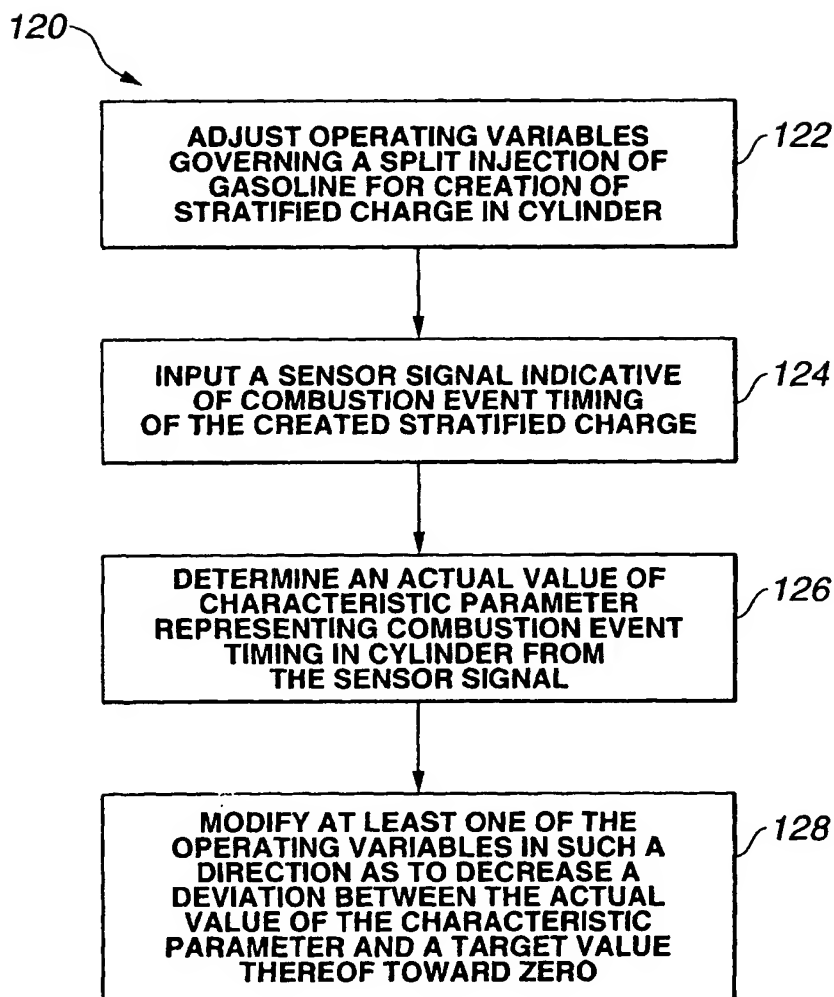 120
ADJUST OPERATING VARIABLES
GOVERNING A SPLIT INJECTION OF
GASOLINE FOR CREATION OF
STRATIFIED CHARGE IN CYLINDER
122
INPUT A SENSOR SIGNAL INDICATIVE
OF COMBUSTION EVENT TIMING
OF THE CREATED STRATIFIED CHARGE
124
DETERMINE AN ACTUAL VALUE OF
CHARACTERISTIC PARAMETER
REPRESENTING COMBUSTION EVENT
TIMING IN CYLINDER FROM
THE SENSOR SIGNAL
126
MODIFY AT LEAST ONE OF THE
OPERATING VARIABLES IN SUCH A
DIRECTION AS TO DECREASE A
DEVIATION BETWEEN THE ACTUAL
VALUE OF THE CHARACTERISTIC
PARAMETER AND A TARGET VALUE
THEREOF TOWARD ZERO
128